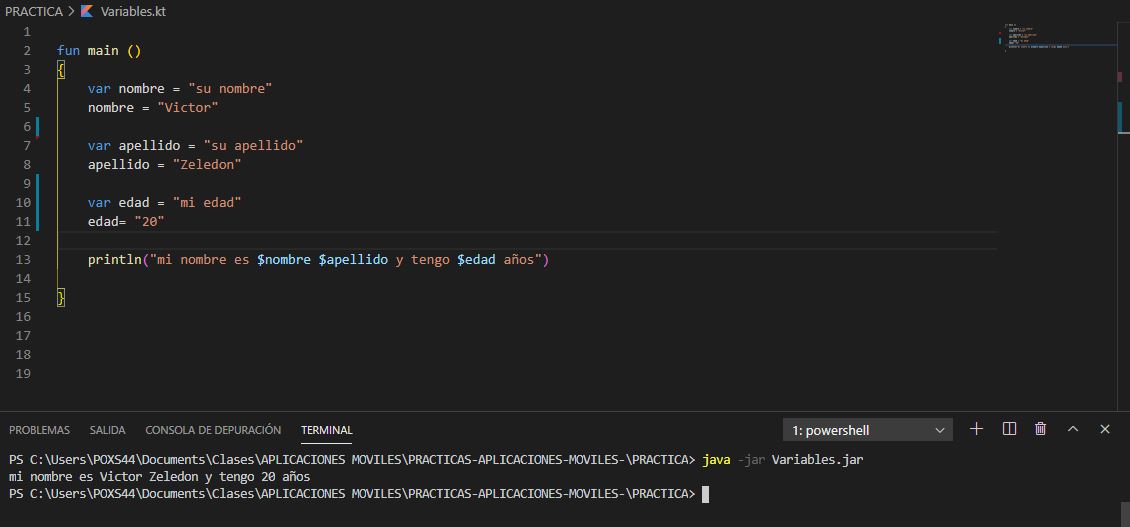 PRACTICA > Variables.kt
1
2 fun main ()
3 {
4 var nombre = "su nombre"
5 nombre = "Victor"
6
7 var apellido = "su apellido"
8 apellido = "Zeledon"
9
10 var edad = "mi edad"
11 edad= "20"
12
13 println("mi nombre es $nombre $apellido y tengo $edad años")
14
15 }
16
17
18
19
PROBLEMAS SALIDA CONSOLA DE DEPURACIÓN TERMINAL 1: powershell
PS C:\Users\POXS44\Documents\Clases\APLICACIONES MOVILES\PRACTICAS-APLICACIONES-MOVILES-\PRACTICA> java -jar Variables.jar
mi nombre es Victor Zeledon y tengo 20 años
PS C:\Users\POXS44\Documents\Clases\APLICACIONES MOVILES\PRACTICAS-APLICACIONES-MOVILES-\PRACTICA>